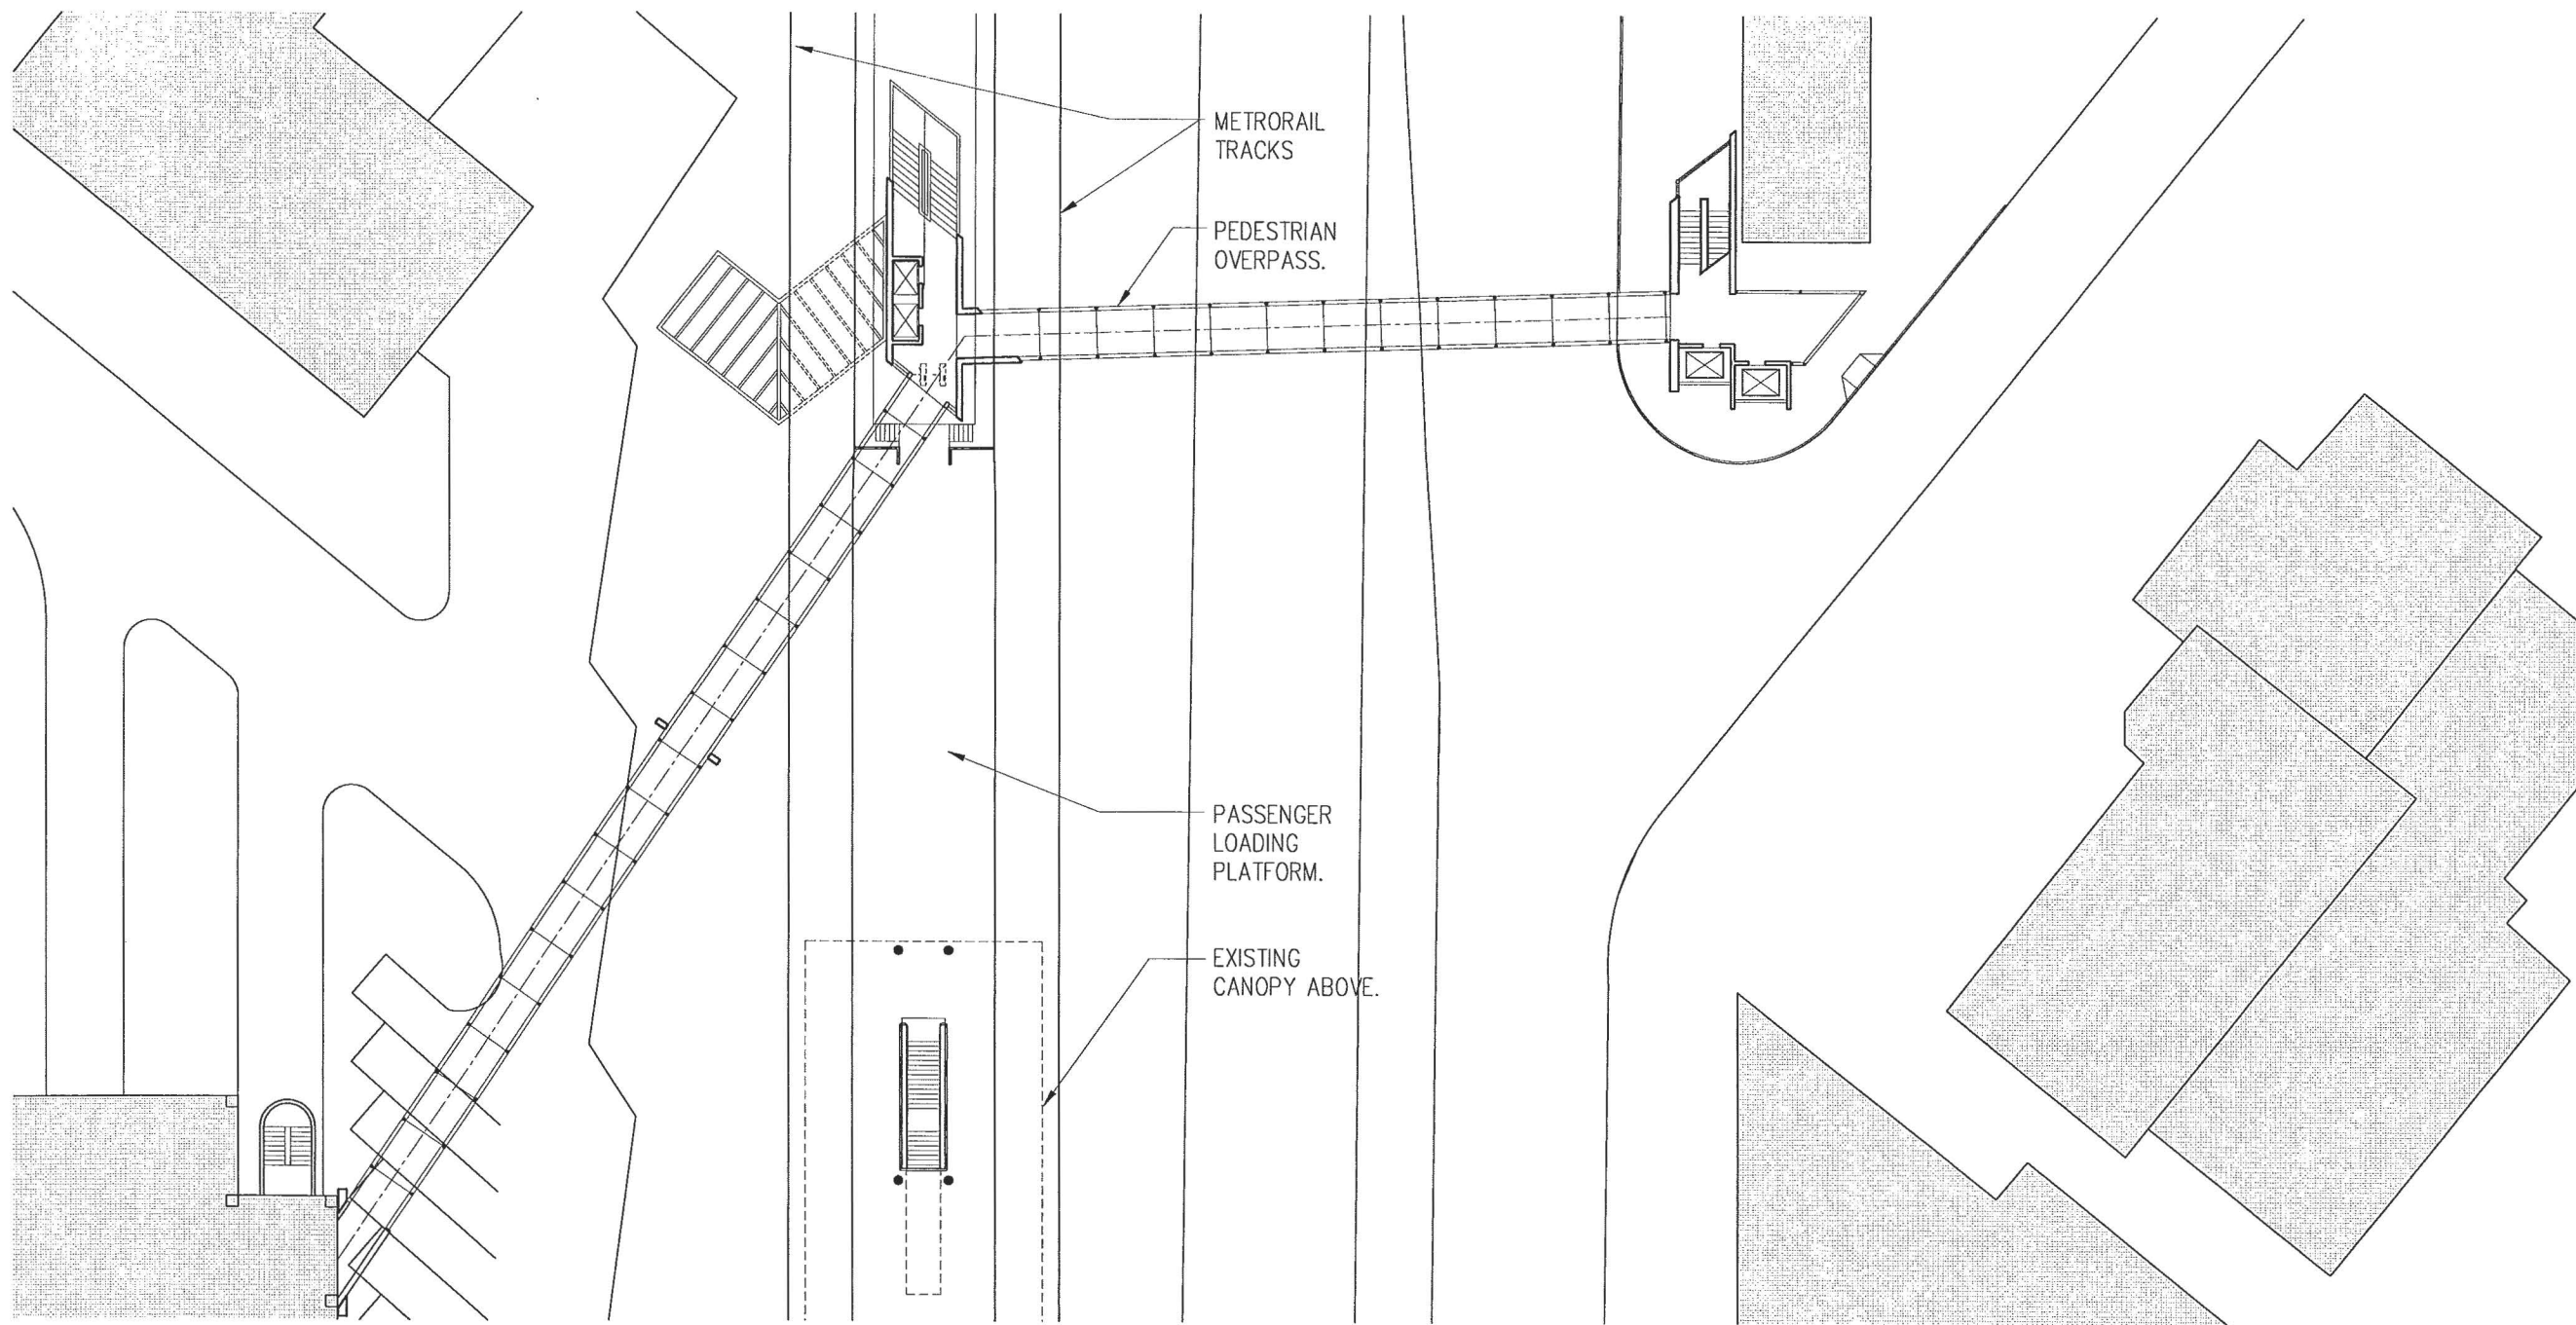 METRORAIL
TRACKS
PEDESTRIAN
OVERPASS.
PASSENGER
LOADING
PLATFORM.
EXISTING
CANOPY ABOVE.